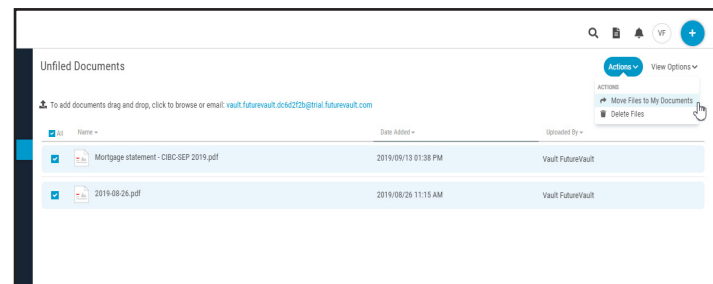 VF
+
Unfiled Documents
Actions
View Options
ACTIONS
Move Files to My Documents
Delete Files
To add documents drag and drop, click to browse or email: vault.futurevault.dc6d2f2b@trial.futurevault.com
All Name Date Added Uploaded By
Mortgage statement - CIBC-SEP 2019.pdf 2019/09/13 01:38 PM Vault FutureVault
2019-08-26.pdf 2019/08/26 11:15 AM Vault FutureVault